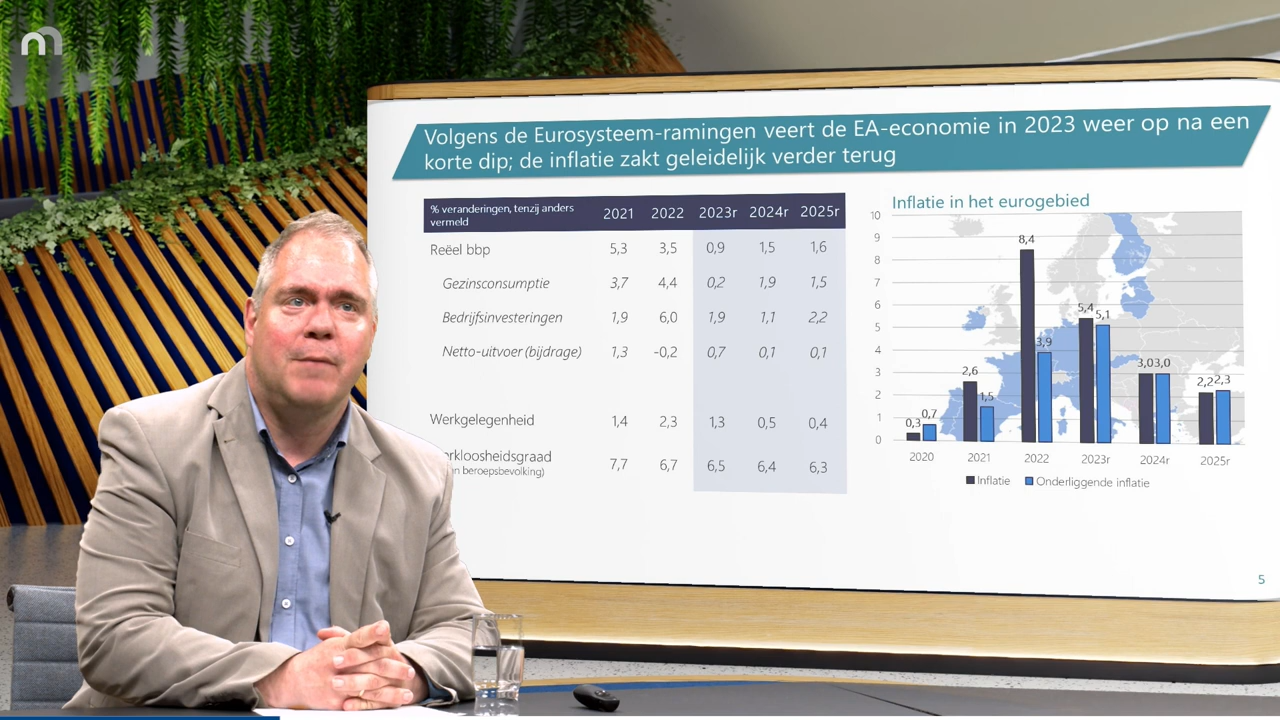 Volgens de Eurosysteem-ramingen veert de EA-economie in 2023 weer op na een
korte dip; de inflatie zakt geleidelijk verder terug
% veranderingen, tenzij anders
vermeld
2021 2022 2023r 2024r 2025r
Reëel bbp 5,3 3,5 0,9 1,5 1,6
Gezinsconsumptie 3,7 4,4 0,2 1,9 1,5
Bedrijfsinvesteringen 1,9 6,0 1,9 1,1 2,2
Netto-uitvoer (bijdrage) 1,3 -0,2 0,7 0,1 0,1
Werkgelegenheid 1,4 2,3 1,3 0,5 0,4
rkloosheidsgraad 7,7 6,7 6,5 6,4 6,3
n beroepsbevolking)
Inflatie in het eurogebied
10
9
8
7
6
5
4
3
2
1
0
0,3 0,7
2,6 1,5
8,4 3,9
5,4 5,1
3,0 3,0
2,2 2,3
2020 2021 2022 2023r 2024r 2025r
Inflatie Onderliggende inflatie
5